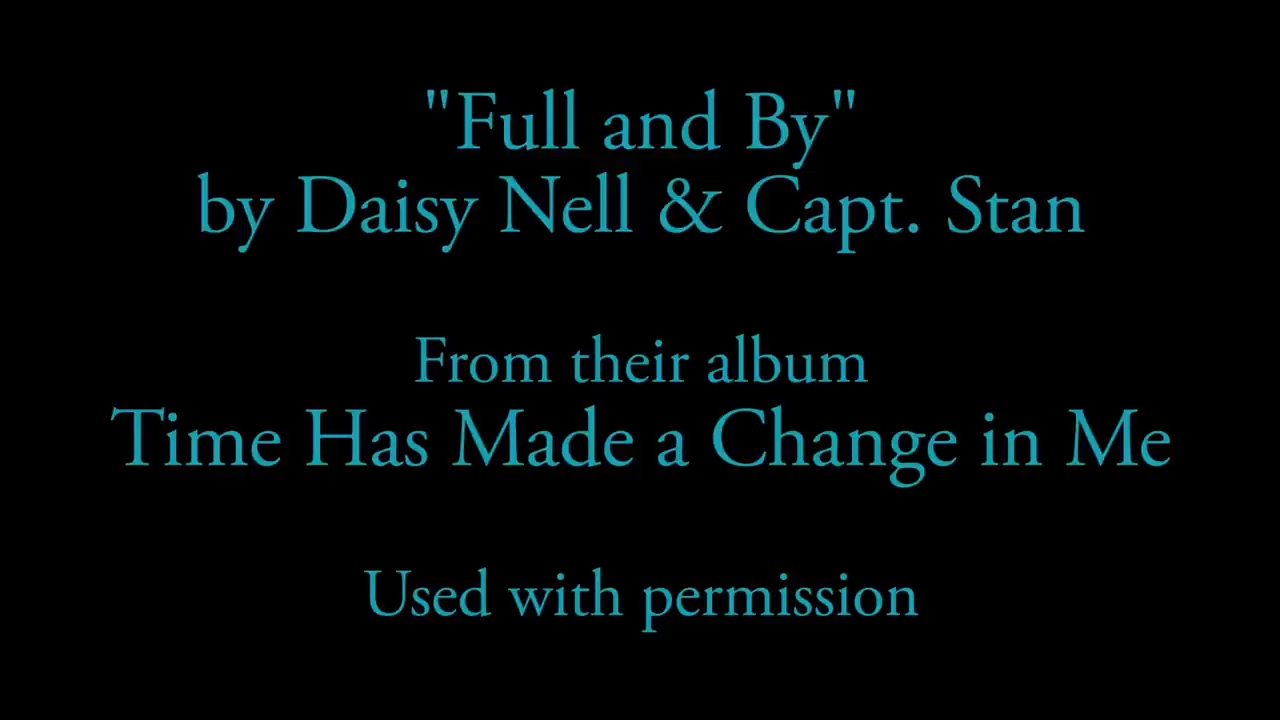 "Full and By"
by Daisy Nell & Capt. Stan
From their album
Time Has Made a Change in Me
Used with permission